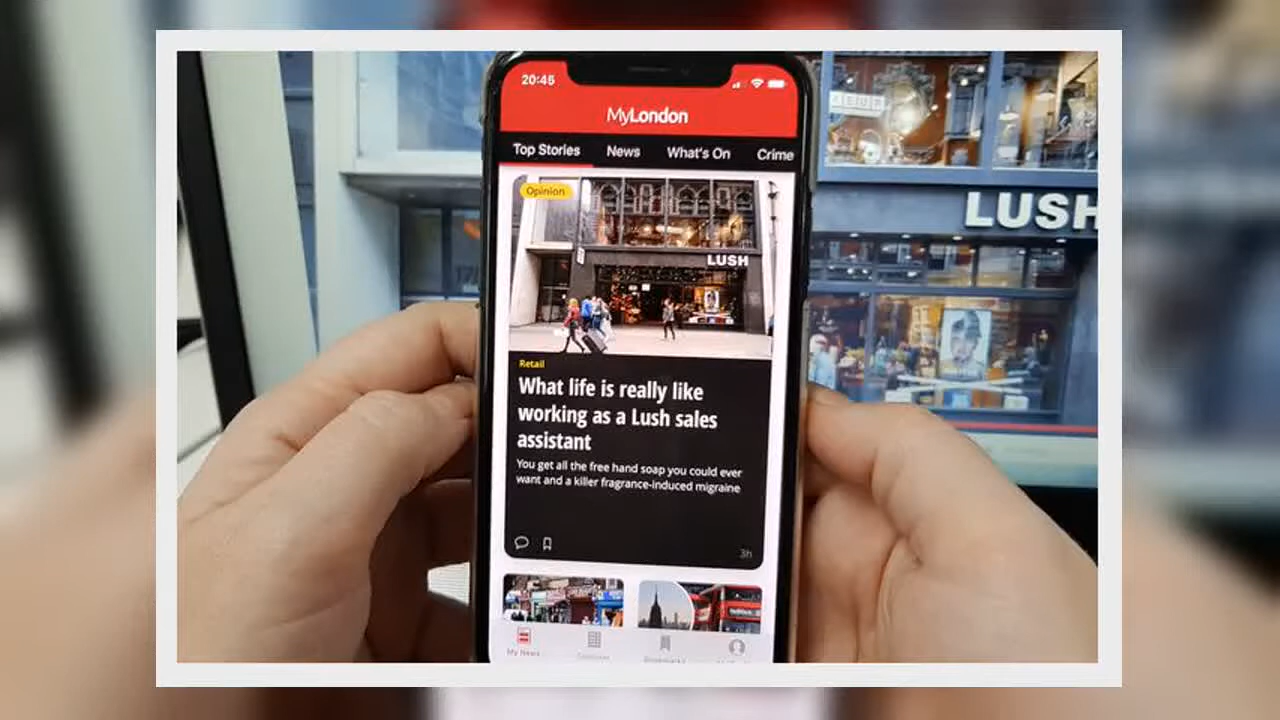 20:45
MyLondon
Top Stories News What's On Crime
Opinion
LUSH
LUSH
Retail
What life is really like
working as a Lush sales
assistant
You get all the free hand soap you could ever
want and a killer fragrance-induced migraine
3h
My News